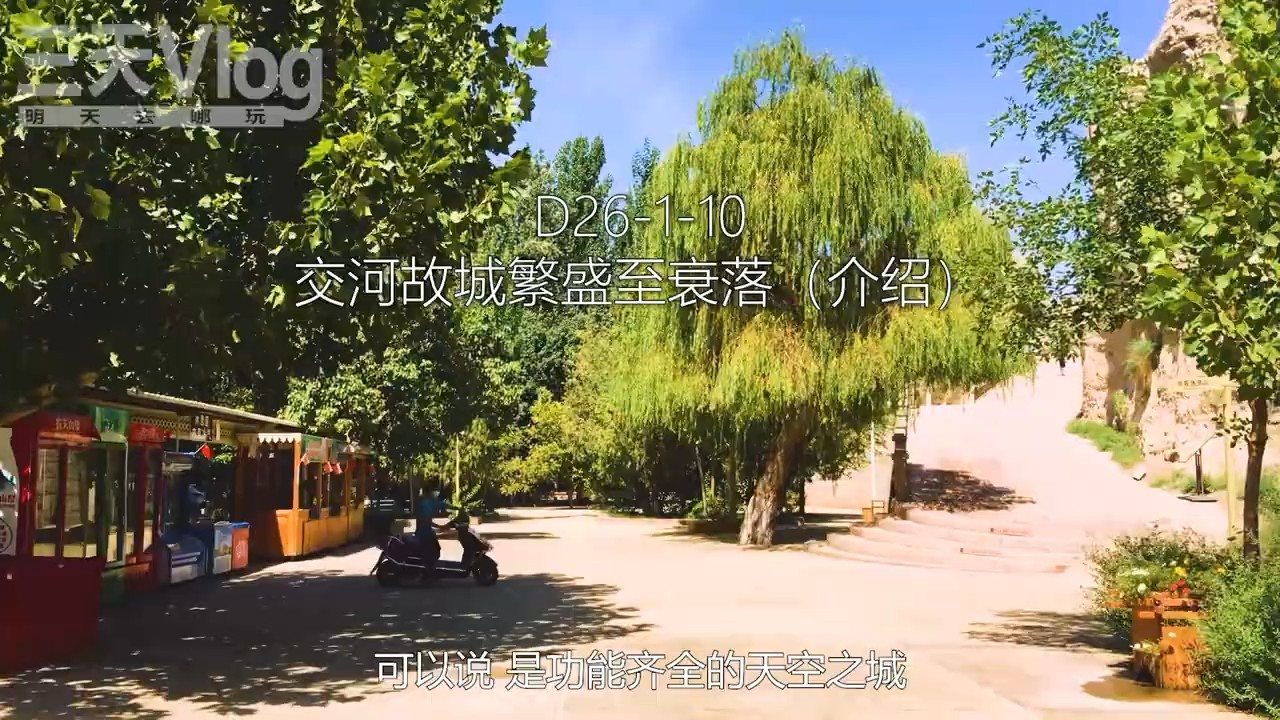 三天Vlog
明天去哪玩
D26-1-10
交河故城繁盛至衰落（介绍）
可以说 是功能齐全的天空之城